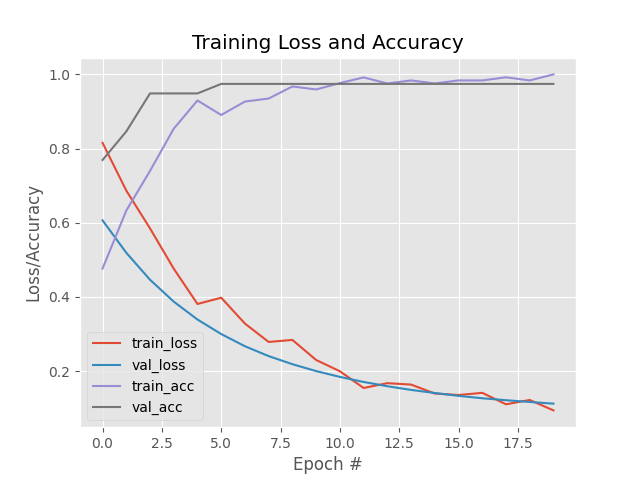 Training Loss and Accuracy
1.0
0.8
0.6
0.4
0.2
Loss/Accuracy
train_loss
val_loss
train_acc
val_acc
0.0 2.5 5.0 7.5 10.0 12.5 15.0 17.5
Epoch #